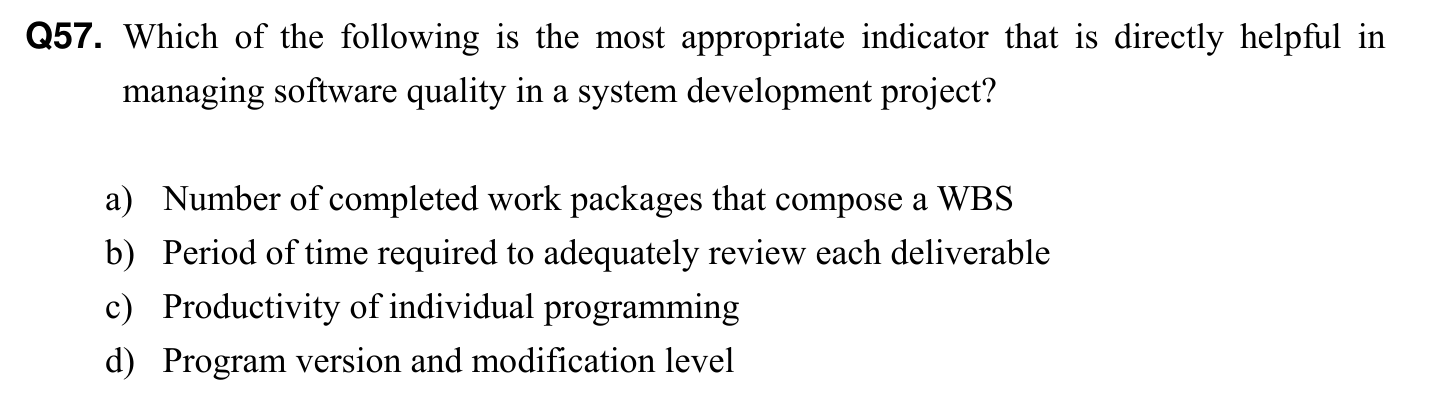 Q57. Which of the following is the most appropriate indicator that is directly helpful in
managing software quality in a system development project?
a) Number of completed work packages that compose a WBS
b) Period of time required to adequately review each deliverable
c) Productivity of individual programming
d) Program version and modification level